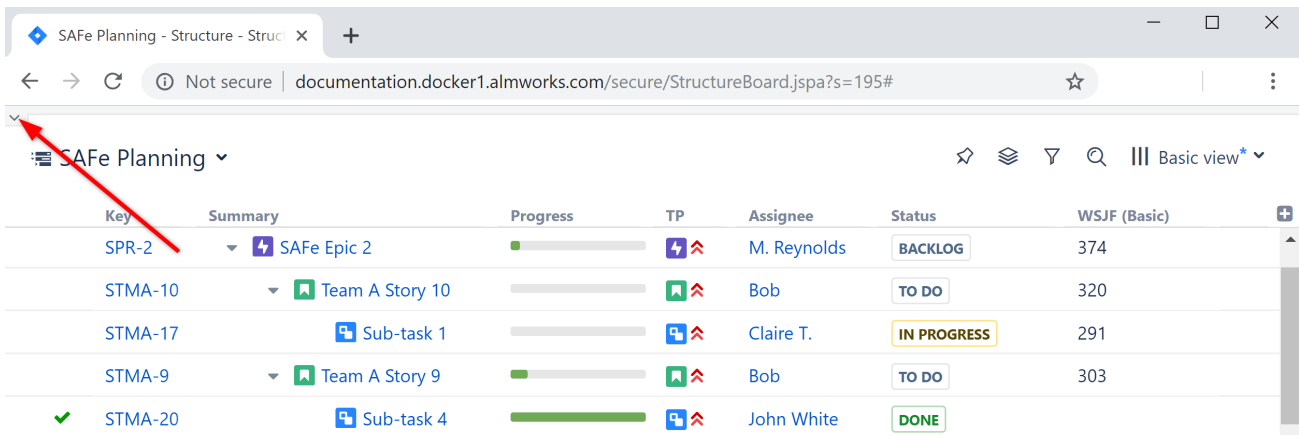 SAFe Planning - Structure - Struct
Not secure documentation.docker1.almworks.com/secure/StructureBoard.jspa?s=195#
SAFe Planning Basic view*
Key Summary Progress TP Assignee Status WSJF (Basic)
SPR-2 SAFe Epic 2 M. Reynolds BACKLOG 374
STMA-10 Team A Story 10 Bob TO DO 320
STMA-17 Sub-task 1 Claire T. IN PROGRESS 291
STMA-9 Team A Story 9 Bob TO DO 303
STMA-20 Sub-task 4 John White DONE